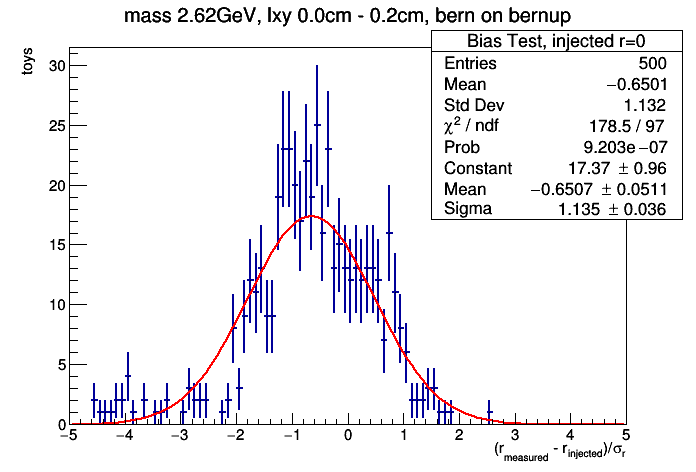 mass 2.62GeV, lxy 0.0cm - 0.2cm, bern on bernup
Bias Test, injected r=0
Entries 500
Mean −0.6501
Std Dev 1.132
χ² / ndf 178.5 / 97
Prob 9.203e−07
Constant 17.37 ± 0.96
Mean −0.6507 ± 0.0511
Sigma 1.135 ± 0.036
toys
30
25
20
15
10
5
0
−5 −4 −3 −2 −1 0 1 2 3 4 5
(r_measured - r_injected)/σ_r